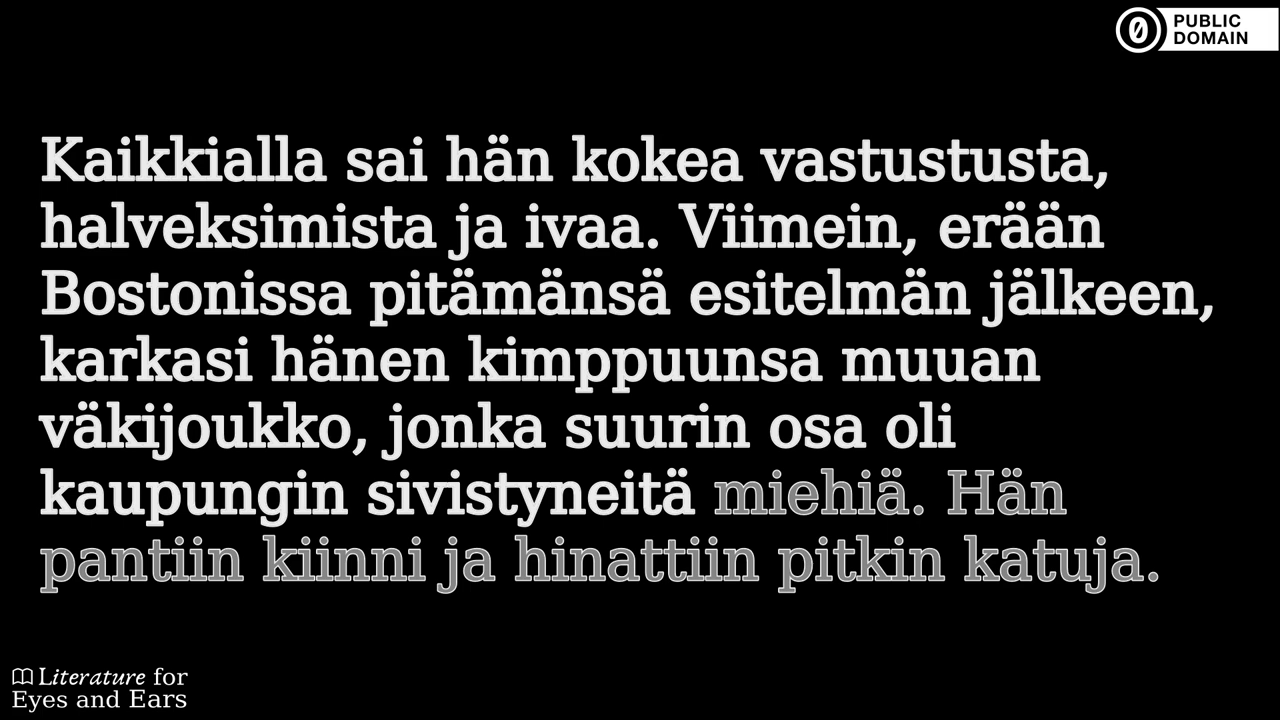 PUBLIC
DOMAIN
Kaikkialla sai hän kokea vastustusta,
halveksimista ja ivaa. Viimein, erään
Bostonissa pitämänsä esitelmän jälkeen,
karkasi hänen kimppuunsa muuan
väkijoukko, jonka suurin osa oli
kaupungin sivistyneitä miehiä. Hän
pantiin kiinni ja hinattiin pitkin katuja.
Literature for
Eyes and Ears